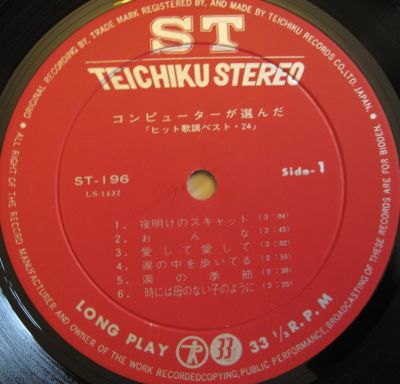 ORIGINAL RECORDING BY, TRADE MARK REGISTERED BY, AND MADE BY TEICHIKU RECORDS CO., LTD. JAPAN.
ST
TEICHIKU STEREO
コンピューターが選んだ
「ヒット歌謡ベスト・24」
ST-196
LS-1432
Side-1
1. 夜明けのスキャット (3:04)
2. おんな (3:45)
3. 愛して愛して (3:02)
4. 涙の中を歩いてる (2:55)
5. 涙の季節 (2:30)
6. 時には母のない子のように (3:25)
LONG PLAY
33
33 1/3 R.P.M
ALL RIGHT OF THE RECORD MANUFACTURER AND OWNER OF THE WORK RECORDED COPYING, PUBLIC PERFORMANCE, BROADCASTING OF THESE RECORDS ARE FOR BIDDEN.